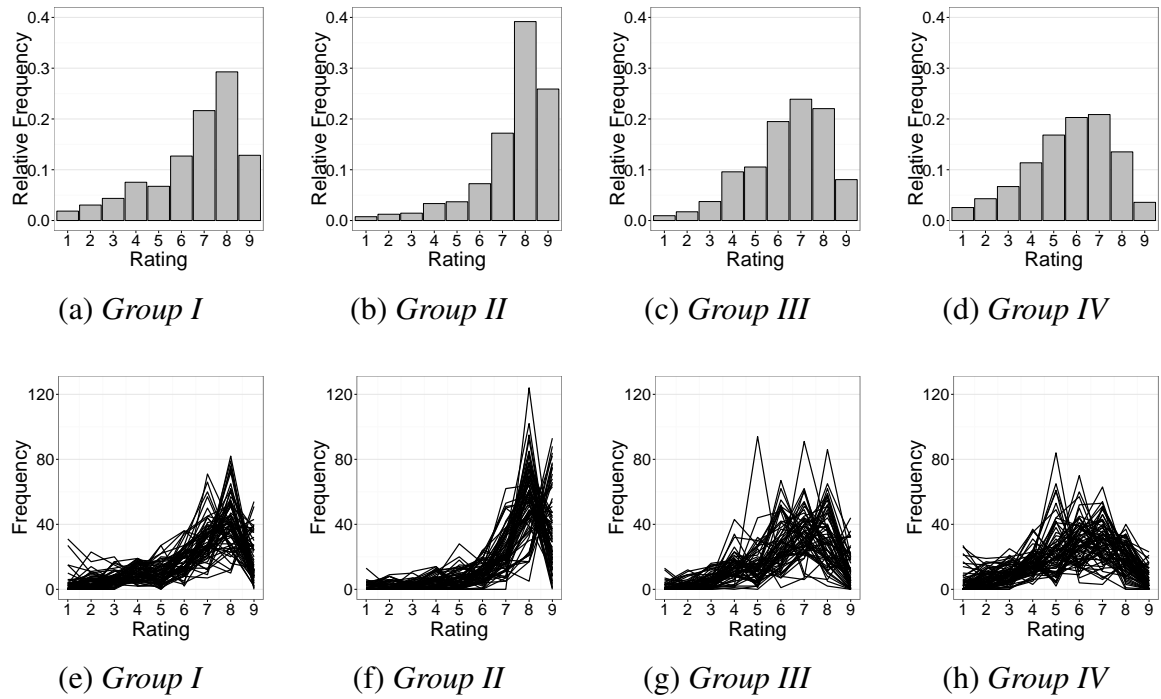 0.4 0.4 0.4 0.4
0.3 0.3 0.3 0.3
0.2 0.2 0.2 0.2
0.1 0.1 0.1 0.1
0.0 0.0 0.0 0.0
Relative Frequency Relative Frequency Relative Frequency Relative Frequency
1 2 3 4 5 6 7 8 9 1 2 3 4 5 6 7 8 9 1 2 3 4 5 6 7 8 9 1 2 3 4 5 6 7 8 9
Rating Rating Rating Rating
(a) Group I (b) Group II (c) Group III (d) Group IV
120 120 120 120
80 80 80 80
40 40 40 40
0 0 0 0
Frequency Frequency Frequency Frequency
1 2 3 4 5 6 7 8 9 1 2 3 4 5 6 7 8 9 1 2 3 4 5 6 7 8 9 1 2 3 4 5 6 7 8 9
Rating Rating Rating Rating
(e) Group I (f) Group II (g) Group III (h) Group IV